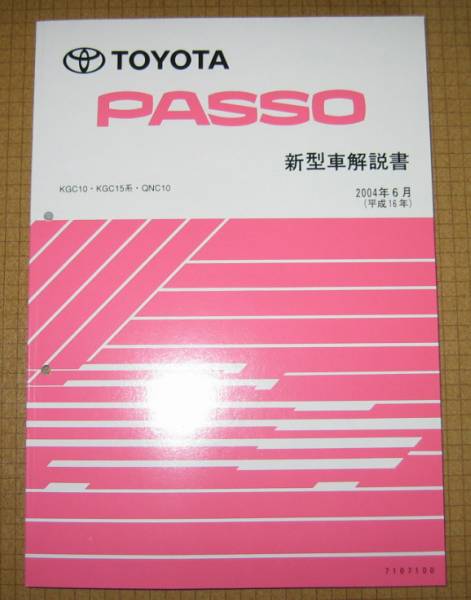 TOYOTA
PASSO
新型車解説書
KGC10・KGC15系・QNC10
2004年6月
(平成16年)
7107100